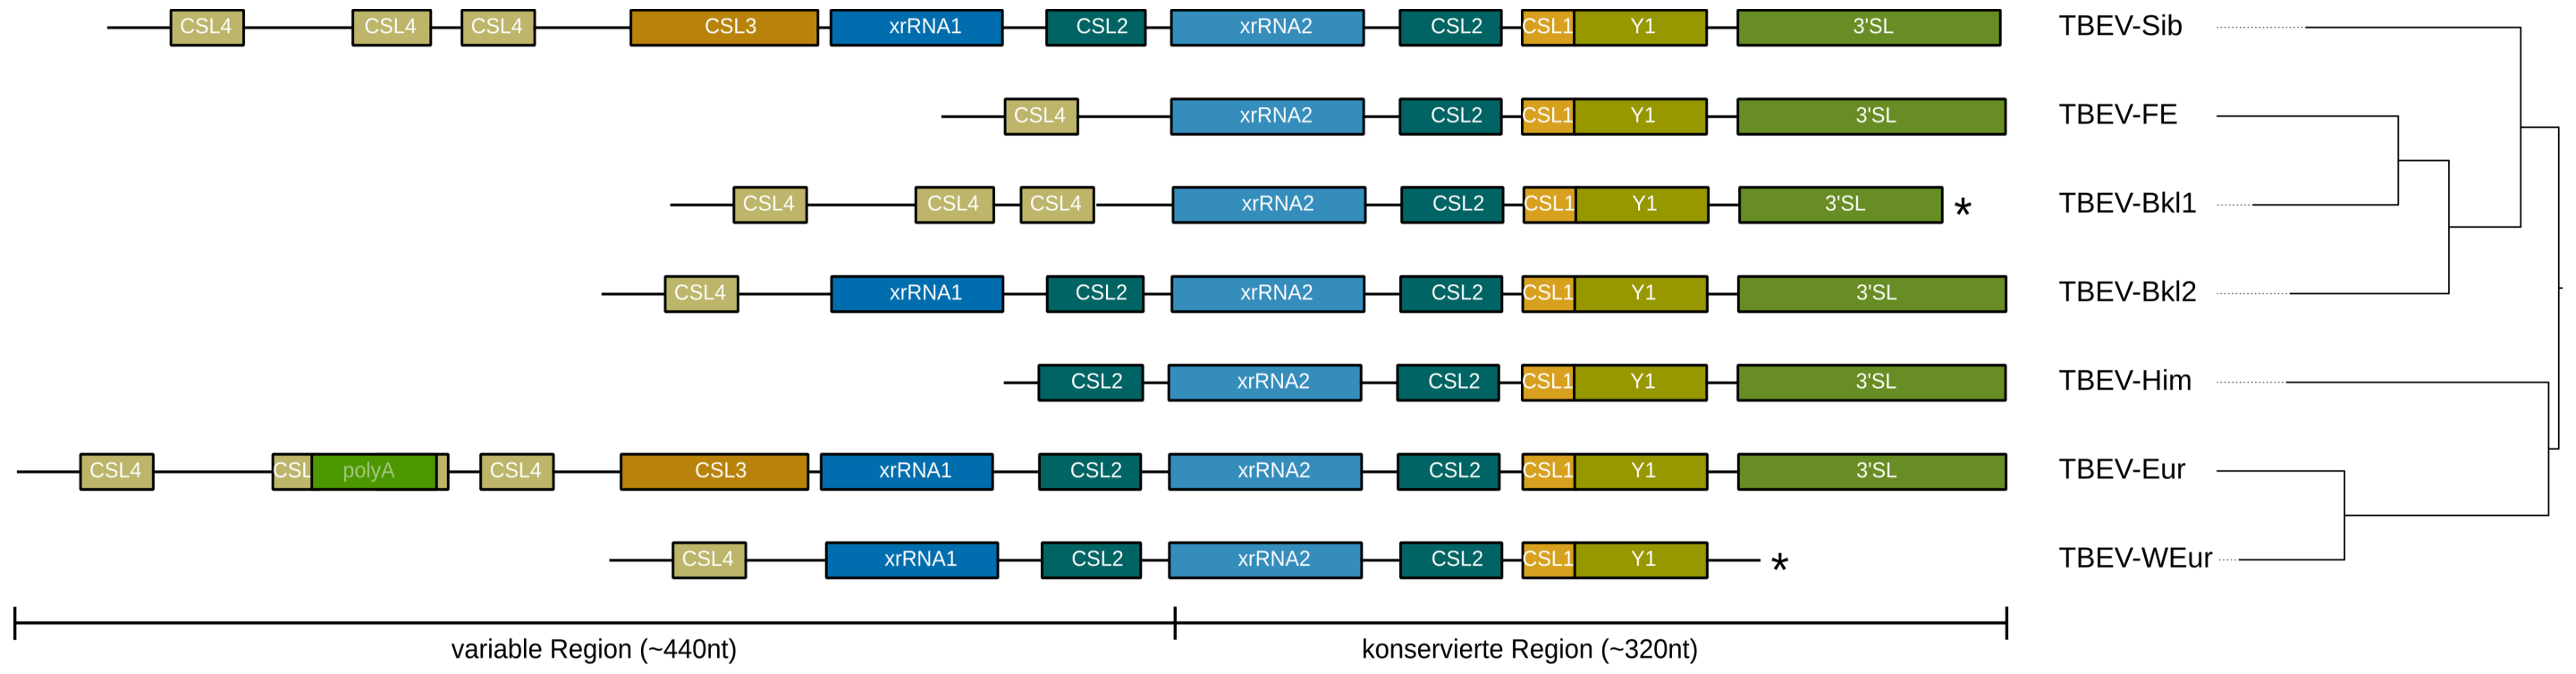 CSL4 CSL4 CSL4 CSL3 xrRNA1 CSL2 xrRNA2 CSL2 CSL1 Y1 3'SL TBEV-Sib
CSL4 xrRNA2 CSL2 CSL1 Y1 3'SL TBEV-FE
CSL4 CSL4 CSL4 xrRNA2 CSL2 CSL1 Y1 3'SL * TBEV-Bkl1
CSL4 xrRNA1 CSL2 xrRNA2 CSL2 CSL1 Y1 3'SL TBEV-Bkl2
CSL2 xrRNA2 CSL2 CSL1 Y1 3'SL TBEV-Him
CSL4 CSL polyA CSL4 CSL3 xrRNA1 CSL2 xrRNA2 CSL2 CSL1 Y1 3'SL TBEV-Eur
CSL4 xrRNA1 CSL2 xrRNA2 CSL2 CSL1 Y1 * TBEV-WEur
variable Region (~440nt) konservierte Region (~320nt)